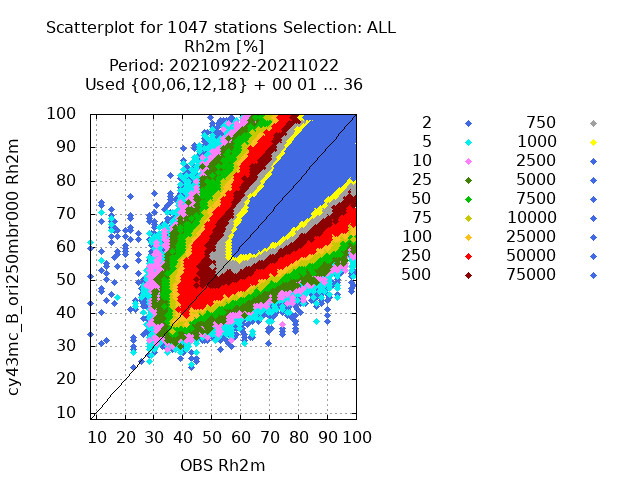 Scatterplot for 1047 stations Selection: ALL
Rh2m [%]
Period: 20210922-20211022
Used {00,06,12,18} + 00 01 ... 36
cy43mc_B_ori250mbr000 Rh2m
100
90
80
70
60
50
40
30
20
10
10 20 30 40 50 60 70 80 90 100
OBS Rh2m
2 750
5 1000
10 2500
25 5000
50 7500
75 10000
100 25000
250 50000
500 75000